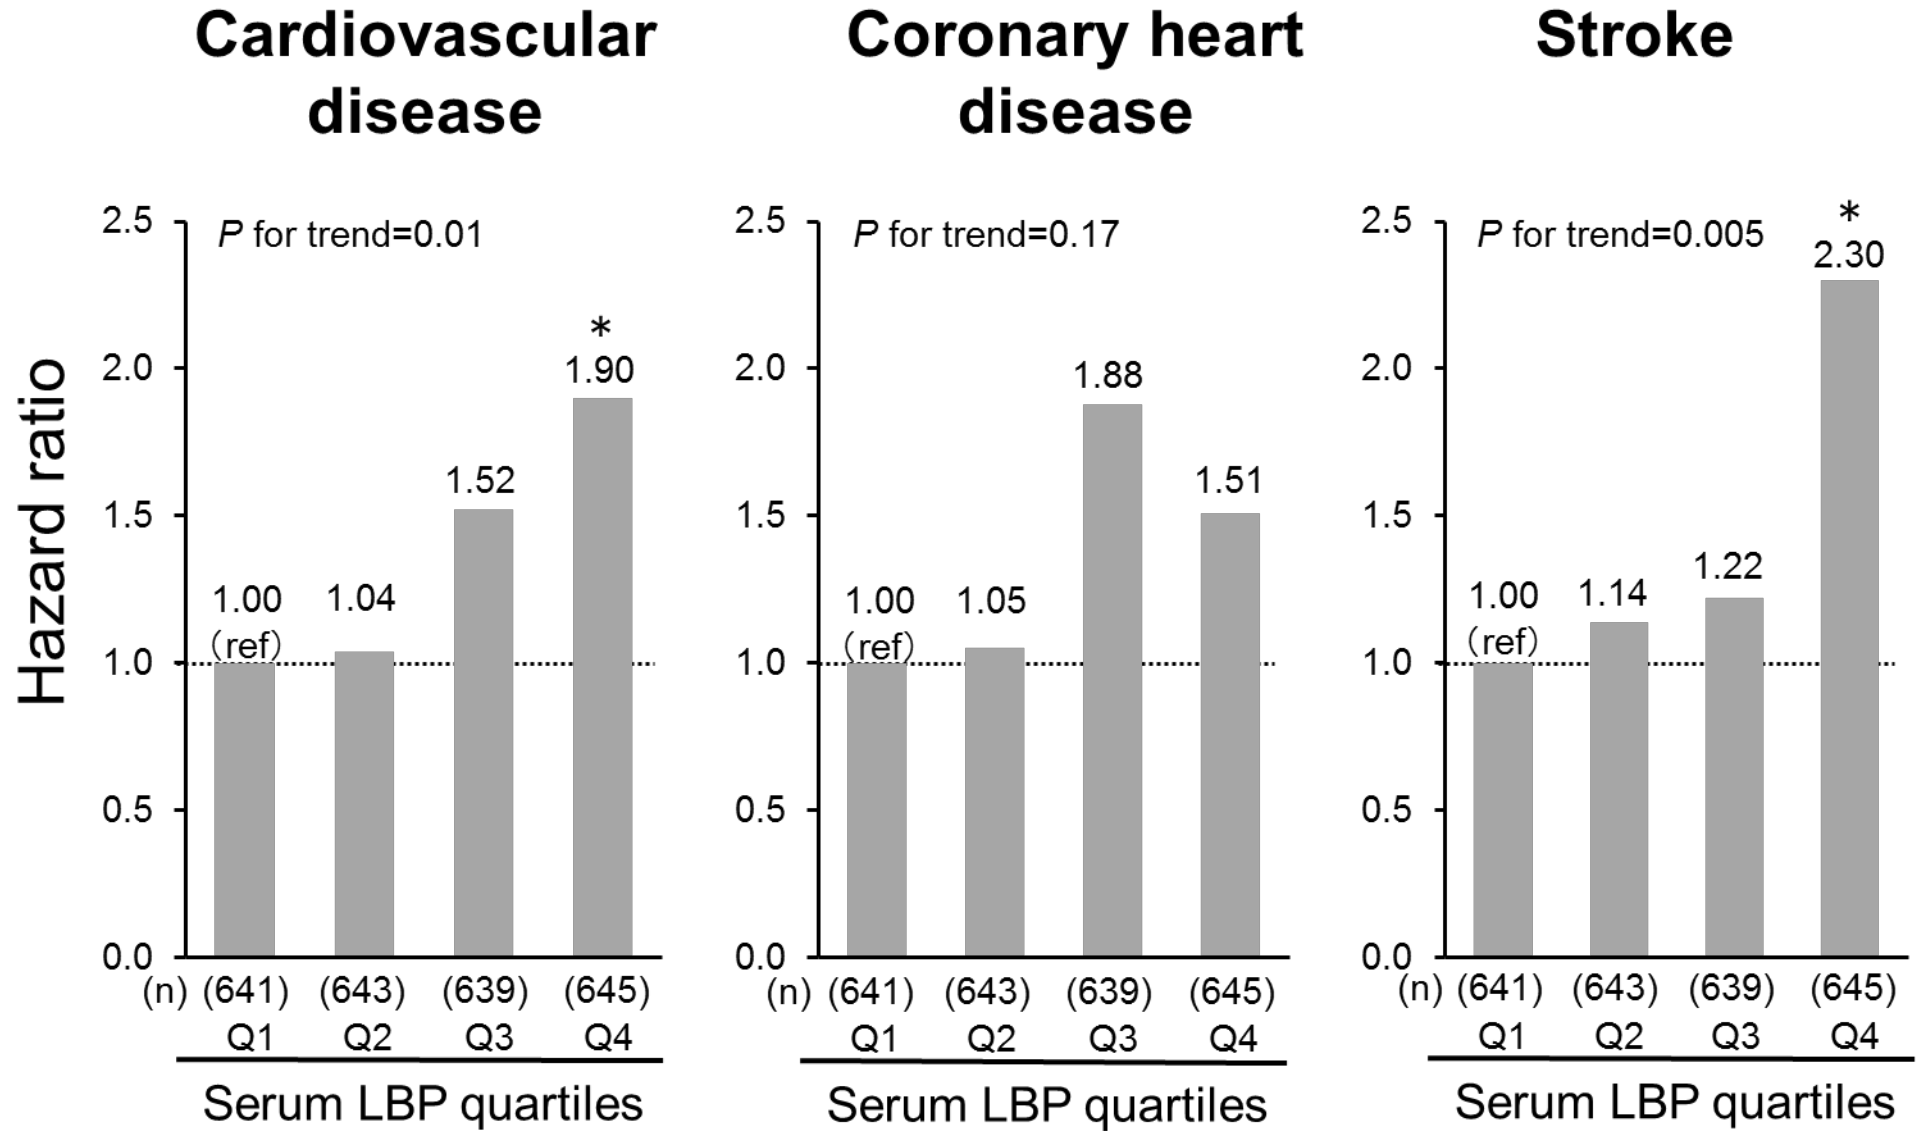 Cardiovascular
disease
Coronary heart
disease
Stroke
Hazard ratio
2.5
2.0
1.5
1.0
0.5
0.0
P for trend=0.01
1.00
(ref)
1.04
1.52
*
1.90
(n) (641) (643) (639) (645)
Q1 Q2 Q3 Q4
Serum LBP quartiles
2.5
2.0
1.5
1.0
0.5
0.0
P for trend=0.17
1.00
(ref)
1.05
1.88
1.51
(n) (641) (643) (639) (645)
Q1 Q2 Q3 Q4
Serum LBP quartiles
2.5
2.0
1.5
1.0
0.5
0.0
P for trend=0.005
1.00
(ref)
1.14
1.22
*
2.30
(n) (641) (643) (639) (645)
Q1 Q2 Q3 Q4
Serum LBP quartiles